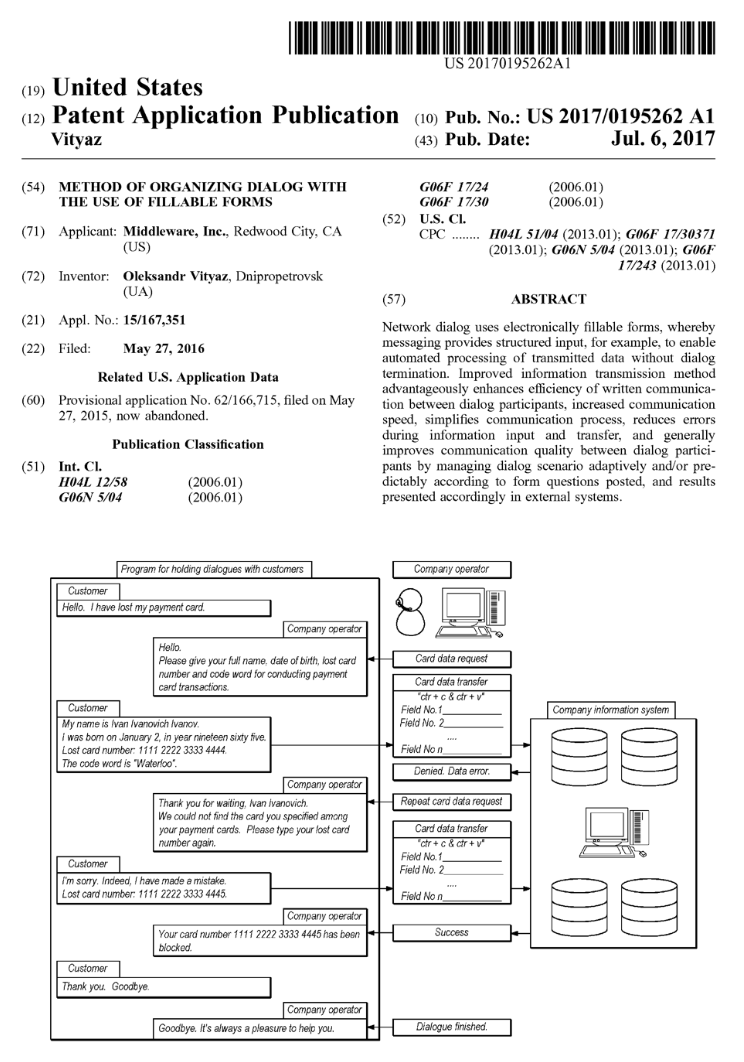 US 20170195262A1
(19) United States
(12) Patent Application Publication
Vityaz
(10) Pub. No.: US 2017/0195262 A1
(43) Pub. Date: Jul. 6, 2017
(54) METHOD OF ORGANIZING DIALOG WITH
THE USE OF FILLABLE FORMS
(71) Applicant: Middleware, Inc., Redwood City, CA
(US)
(72) Inventor: Oleksandr Vityaz, Dnipropetrovsk
(UA)
(21) Appl. No.: 15/167,351
(22) Filed: May 27, 2016
Related U.S. Application Data
(60) Provisional application No. 62/166,715, filed on May
27, 2015, now abandoned.
Publication Classification
(51) Int. Cl.
H04L 12/58 (2006.01)
G06N 5/04 (2006.01)
G06F 17/24 (2006.01)
G06F 17/30 (2006.01)
(52) U.S. Cl.
CPC ........ H04L 51/04 (2013.01); G06F 17/30371
(2013.01); G06N 5/04 (2013.01); G06F
17/243 (2013.01)
(57) ABSTRACT
Network dialog uses electronically fillable forms, whereby
messaging provides structured input, for example, to enable
automated processing of transmitted data without dialog
termination. Improved information transmission method
advantageously enhances efficiency of written communica-
tion between dialog participants, increased communication
speed, simplifies communication process, reduces errors
during information input and transfer, and generally
improves communication quality between dialog partici-
pants by managing dialog scenario adaptively and/or pre-
dictably according to form questions posted, and results
presented accordingly in external systems.
Program for holding dialogues with customers
Company operator
Customer
Hello. I have lost my payment card.
Company operator
Hello.
Please give your full name, date of birth, lost card
number and code word for conducting payment
card transactions.
Card data request
Customer
My name is Ivan Ivanovich Ivanov.
I was born on January 2, in year nineteen sixty five.
Lost card number: 1111 2222 3333 4444.
The code word is "Waterloo".
Card data transfer
"ctr + c & ctr + v"
Field No.1___________
Field No. 2___________
....
Field No n___________
Company information system
Denied. Data error.
Company operator
Thank you for waiting, Ivan Ivanovich.
We could not find the card you specified among
your payment cards. Please type your lost card
number again.
Repeat card data request
Customer
I'm sorry. Indeed, I have made a mistake.
Lost card number: 1111 2222 3333 4445.
Card data transfer
"ctr + c & ctr + v"
Field No.1___________
Field No. 2___________
....
Field No n___________
Company operator
Your card number 1111 2222 3333 4445 has been
blocked.
Success
Customer
Thank you. Goodbye.
Company operator
Goodbye. It's always a pleasure to help you.
Dialogue finished.